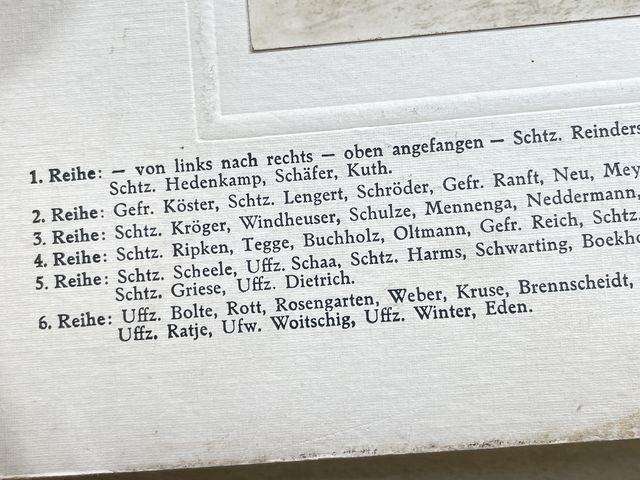 1. Reihe: — von links nach rechts — oben angefangen — Schtz. Reinders
Schtz. Hedenkamp, Schäfer, Kuth.
2. Reihe: Gefr. Köster, Schtz. Lengert, Schröder, Gefr. Ranft, Neu, Mey
3. Reihe: Schtz. Kröger, Windheuser, Schulze, Mennenga, Neddermann,
4. Reihe: Schtz. Ripken, Tegge, Buchholz, Oltmann, Gefr. Reich, Schtz.
5. Reihe: Schtz. Scheele, Uffz. Schaa, Schtz. Harms, Schwarting, Boekho
Schtz. Griese, Uffz. Dietrich.
6. Reihe: Uffz. Bolte, Rott, Rosengarten, Weber, Kruse, Brennscheidt,
Uffz. Ratje, Ufw. Woitschig, Uffz. Winter, Eden.